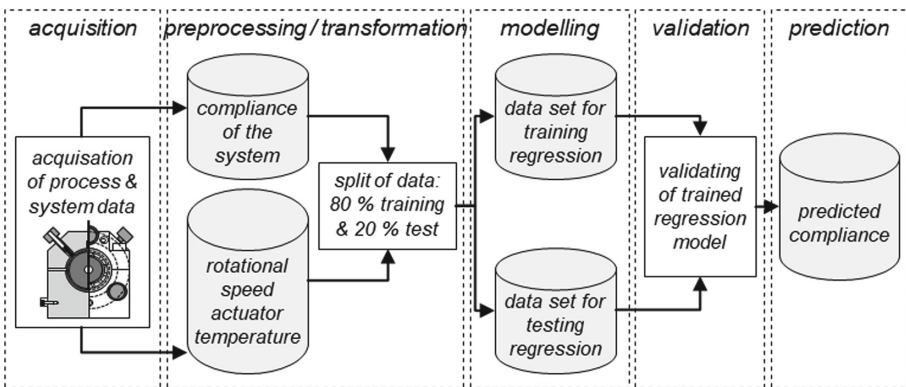 acquisition
preprocessing / transformation
modelling
validation
prediction
acquisation
of process &
system data
compliance
of the
system
rotational
speed
actuator
temperature
split of data:
80 % training
& 20 % test
data set for
training
regression
data set for
testing
regression
validating
of trained
regression
model
predicted
compliance